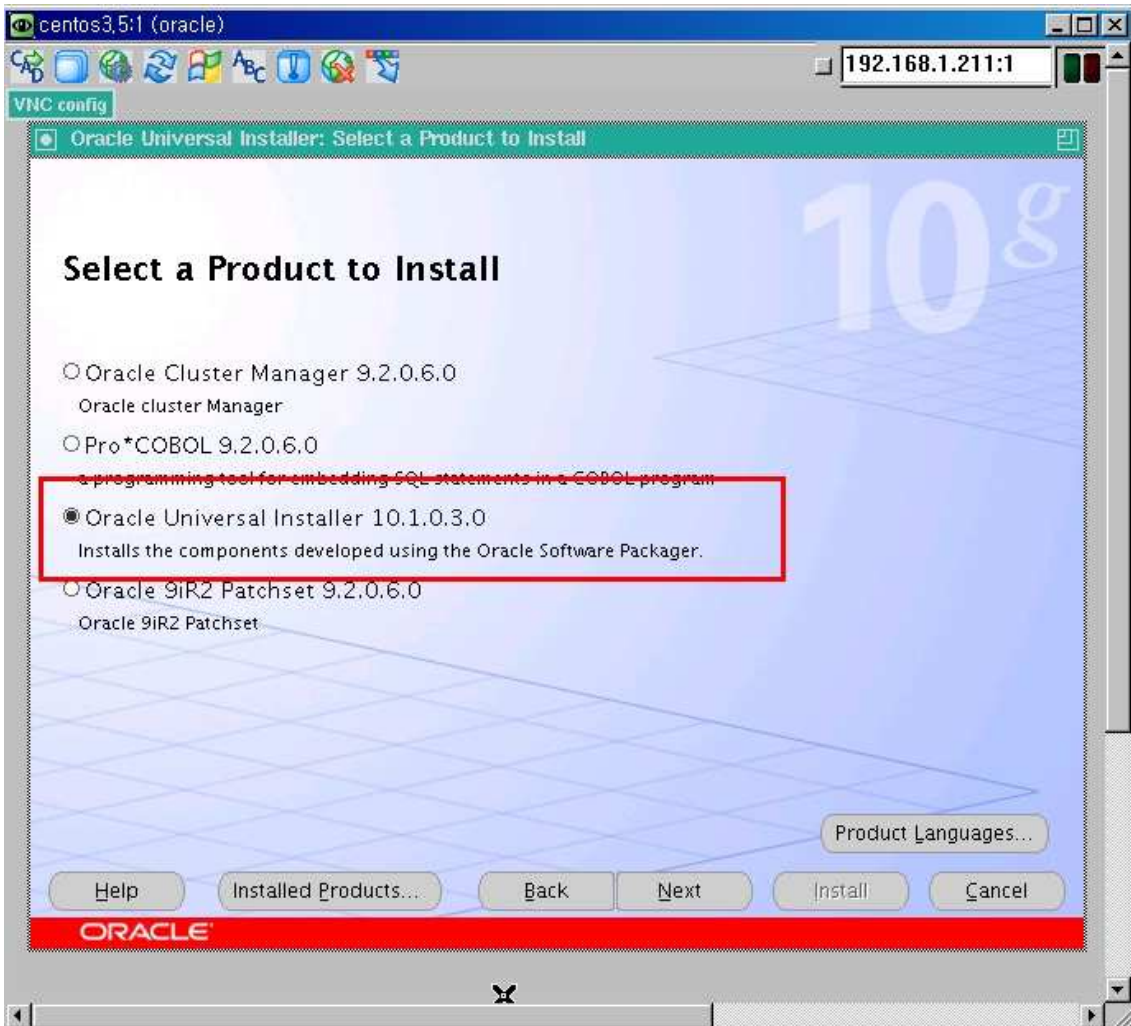 centos3,5:1 (oracle)
192.168.1.211:1
VNC config
Oracle Universal Installer: Select a Product to Install
10g
Select a Product to Install
Oracle Cluster Manager 9.2.0.6.0
Oracle cluster Manager
Pro*COBOL 9.2.0.6.0
a programming tool for embedding SQL statements in a COBOL program
Oracle Universal Installer 10.1.0.3.0
Installs the components developed using the Oracle Software Packager.
Oracle 9iR2 Patchset 9.2.0.6.0
Oracle 9iR2 Patchset
Product Languages...
Help Installed Products... Back Next Install Cancel
ORACLE